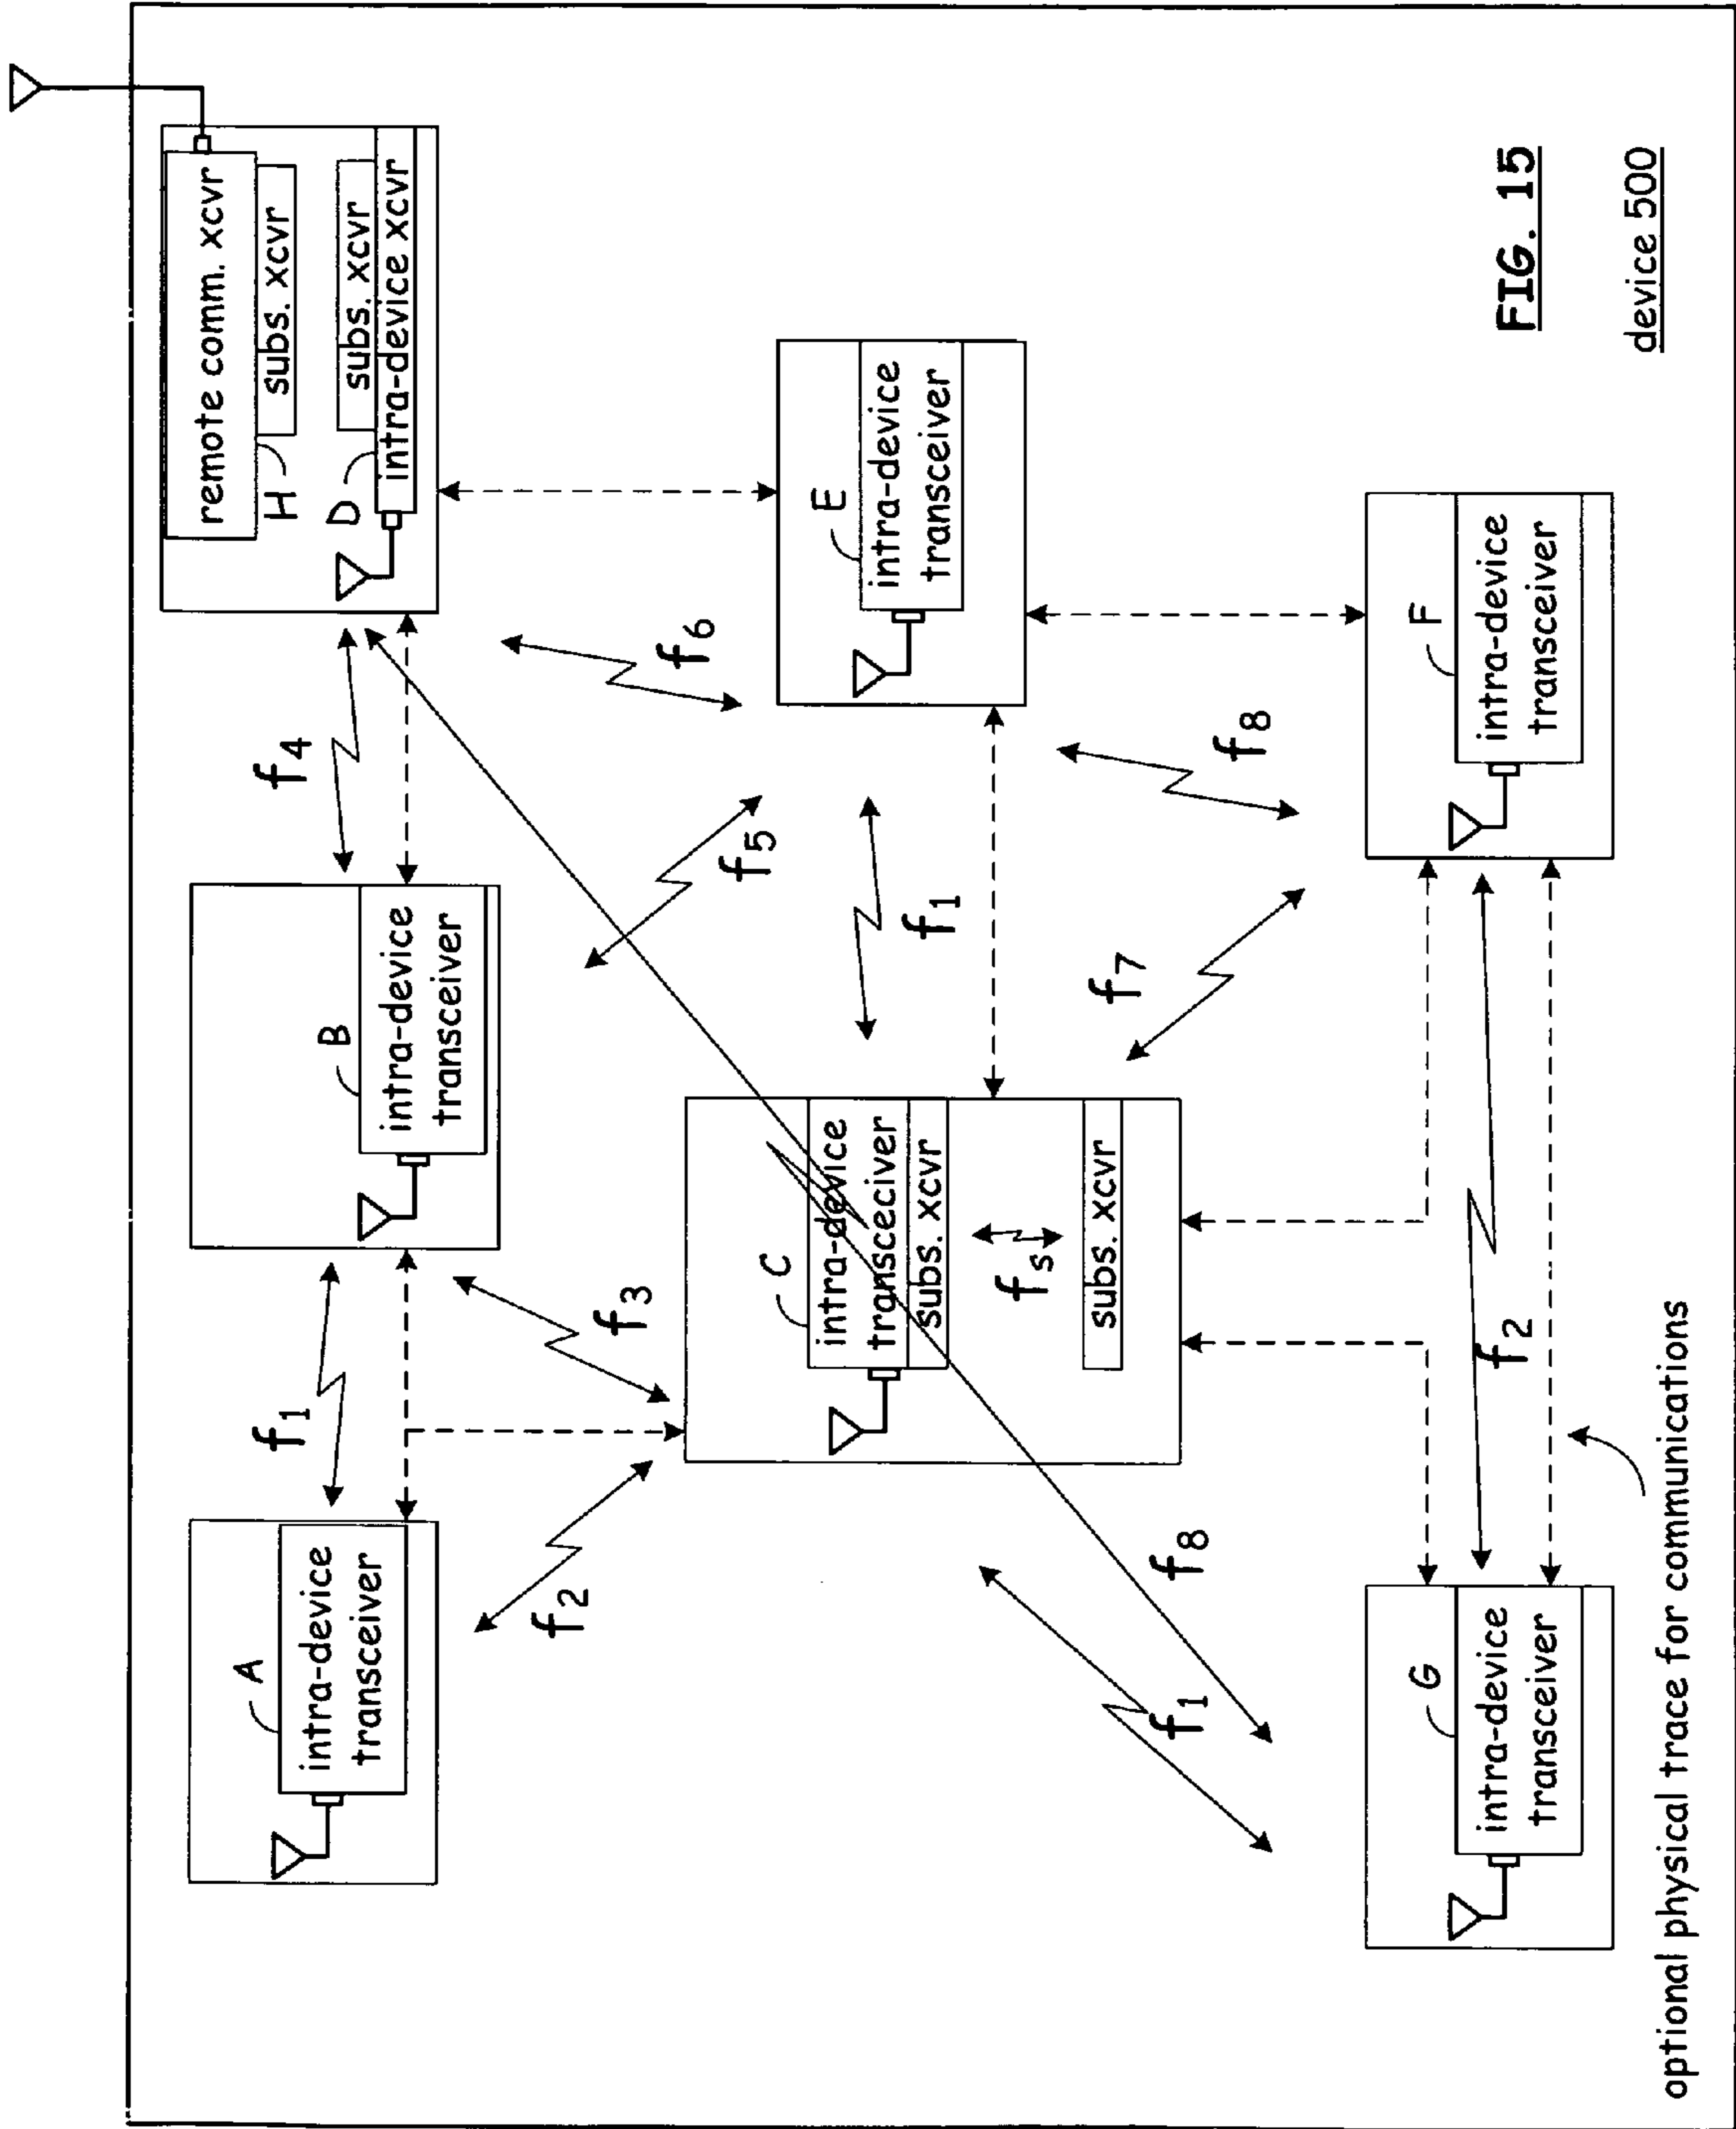 remote comm. xcvr
subs. xcvr
H
D
subs. xcvr
intra-device xcvr
A
intra-device
transceiver
f1
B
intra-device
transceiver
f4
f2
f3
f5
f6
C
intra-device
transceciver
subs. xcvr
fs
subs. xcvr
f1
E
intra-device
transceiver
f1
f8
f7
f8
G
intra-device
transceiver
f2
F
intra-device
transceiver
optional physical trace for communications
FIG. 15
device 500